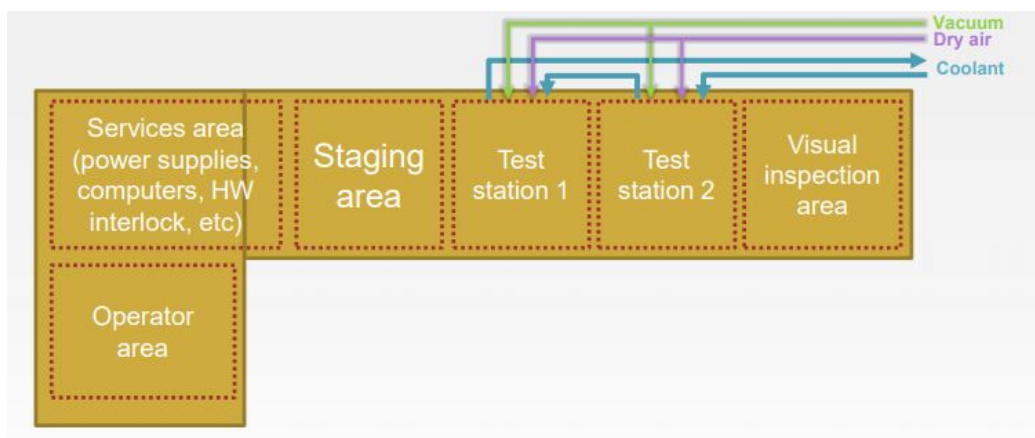 Vacuum
Dry air
Coolant
Services area
(power supplies,
computers, HW
interlock, etc)
Staging
area
Test
station 1
Test
station 2
Visual
inspection
area
Operator
area